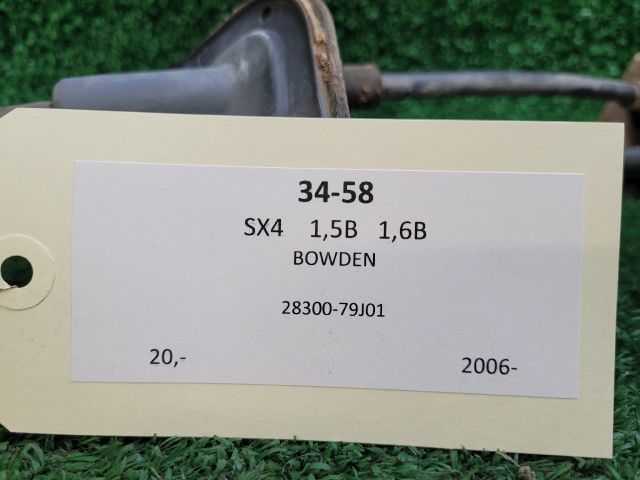 34-58
SX4 1,5B 1,6B
BOWDEN
28300-79J01
20,- 2006-